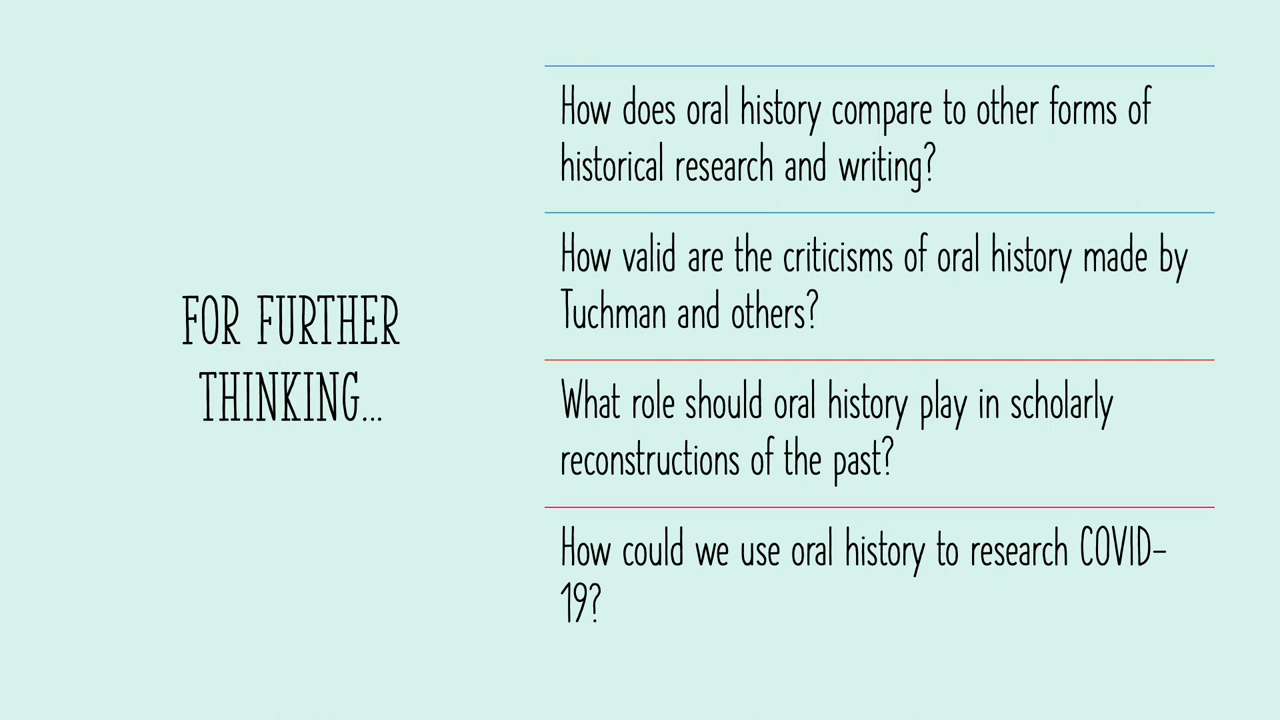 FOR FURTHER
THINKING...
How does oral history compare to other forms of
historical research and writing?
How valid are the criticisms of oral history made by
Tuchman and others?
What role should oral history play in scholarly
reconstructions of the past?
How could we use oral history to research COVID-
19?